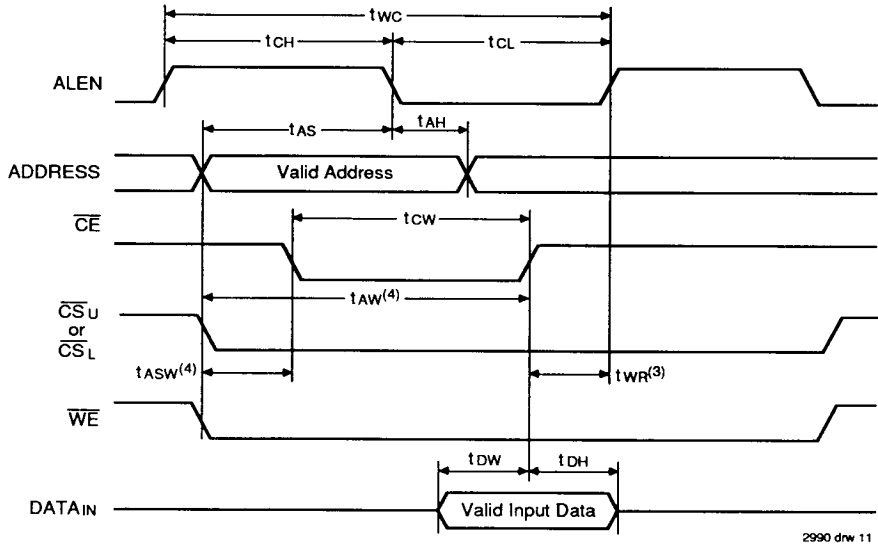 tWC
tCH
tCL
ALEN
tAS
tAH
ADDRESS
Valid Address
CE
tCW
tAW(4)
CSU
or
CSL
tASW(4)
tWR(3)
WE
tDW
tDH
DATAIN
Valid Input Data
2990 drw 11